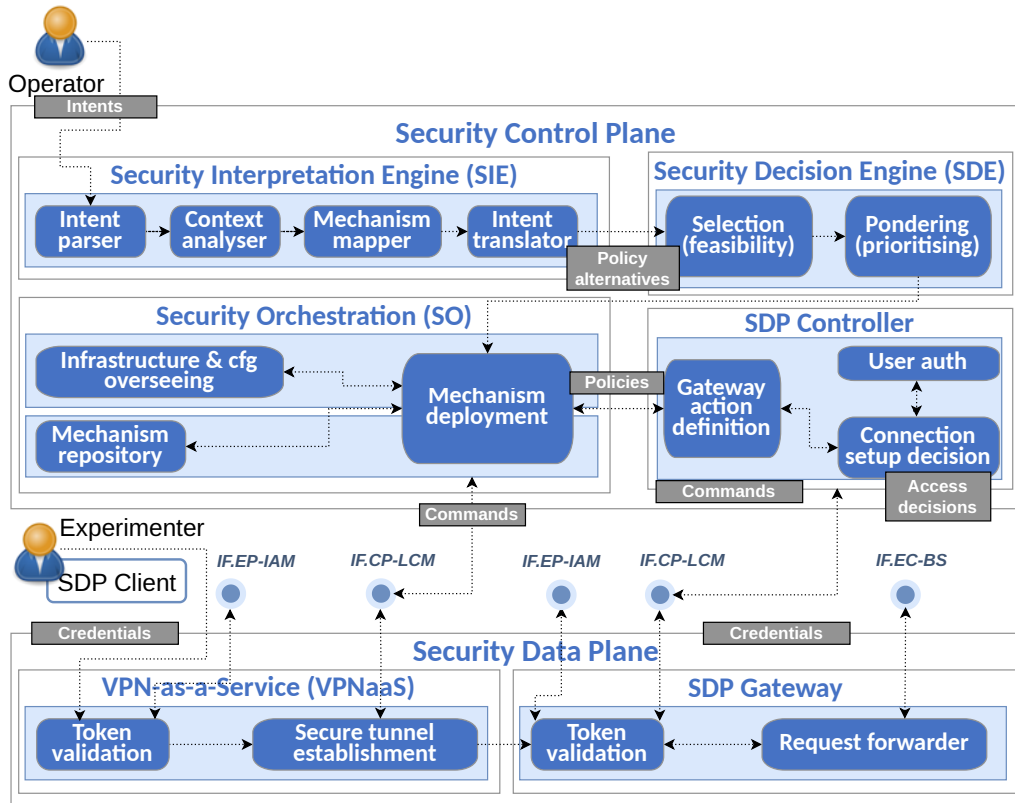 Operator
Intents
Security Control Plane
Security Interpretation Engine (SIE)
Intent
parser
Context
analyser
Mechanism
mapper
Intent
translator
Security Decision Engine (SDE)
Selection
(feasibility)
Pondering
(prioritising)
Policy
alternatives
Security Orchestration (SO)
Infrastructure & cfg
overseeing
Mechanism
repository
Mechanism
deployment
Policies
SDP Controller
Gateway
action
definition
User auth
Connection
setup decision
Commands
Access
decisions
Commands
Experimenter
SDP Client
IF.EP-IAM
IF.CP-LCM
IF.EP-IAM
IF.CP-LCM
IF.EC-BS
Credentials
Credentials
Security Data Plane
VPN-as-a-Service (VPNaaS)
Token
validation
Secure tunnel
establishment
SDP Gateway
Token
validation
Request forwarder